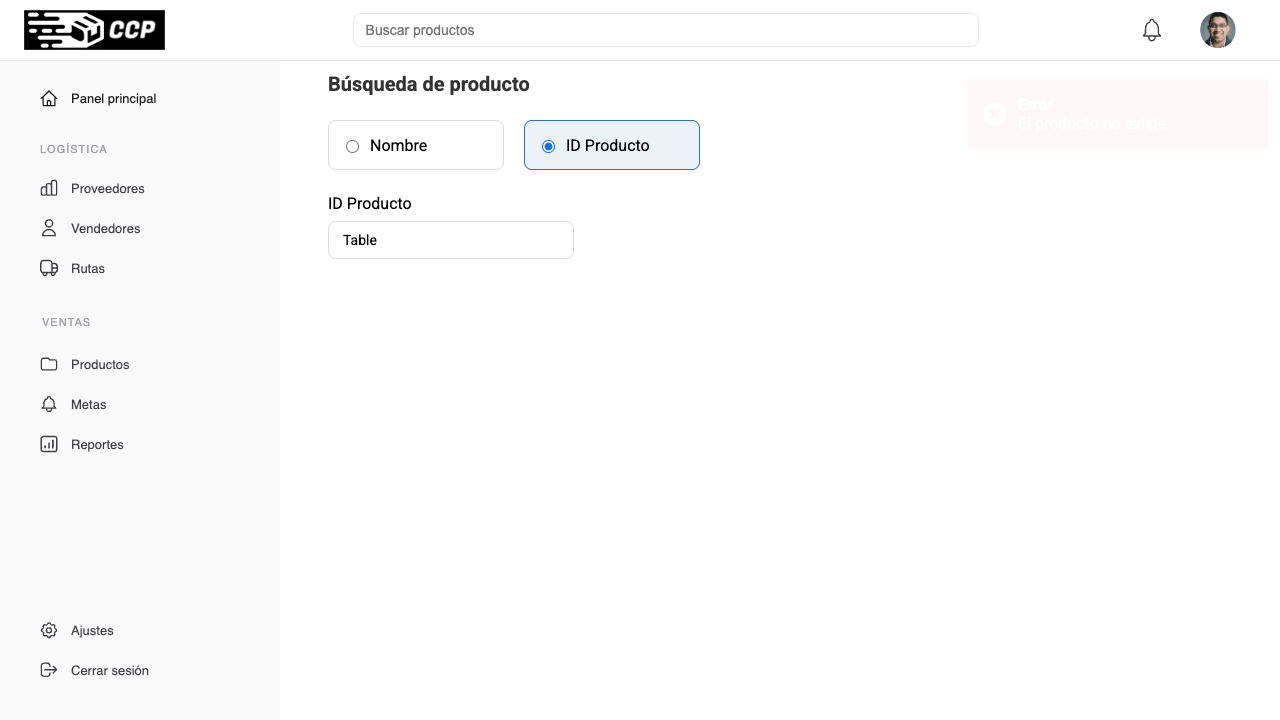 CCP
Buscar productos
Panel principal
LOGÍSTICA
Proveedores
Vendedores
Rutas
VENTAS
Productos
Metas
Reportes
Ajustes
Cerrar sesión
Búsqueda de producto
Nombre
ID Producto
ID Producto
Table
Error
El producto no existe